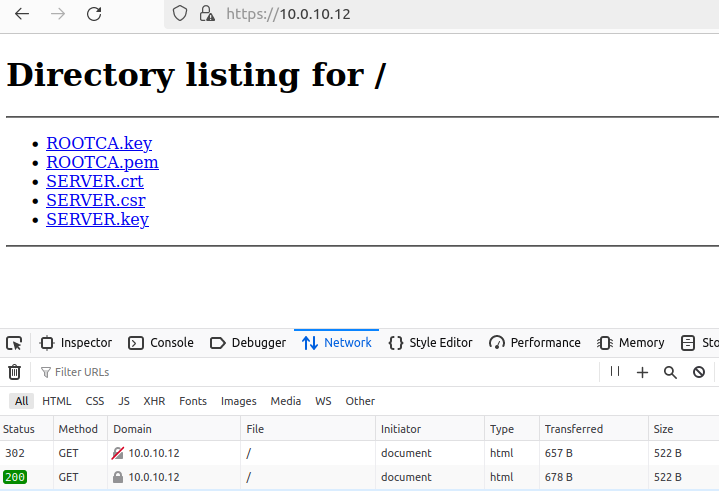 https://10.0.10.12
Directory listing for /
ROOTCA.key
ROOTCA.pem
SERVER.crt
SERVER.csr
SERVER.key
Inspector Console Debugger Network Style Editor Performance Memory Sto
Filter URLs
All HTML CSS JS XHR Fonts Images Media WS Other
Status Method Domain File Initiator Type Transferred Size
302 GET 10.0.10.12 / document html 657 B 522 B
200 GET 10.0.10.12 / document html 678 B 522 B